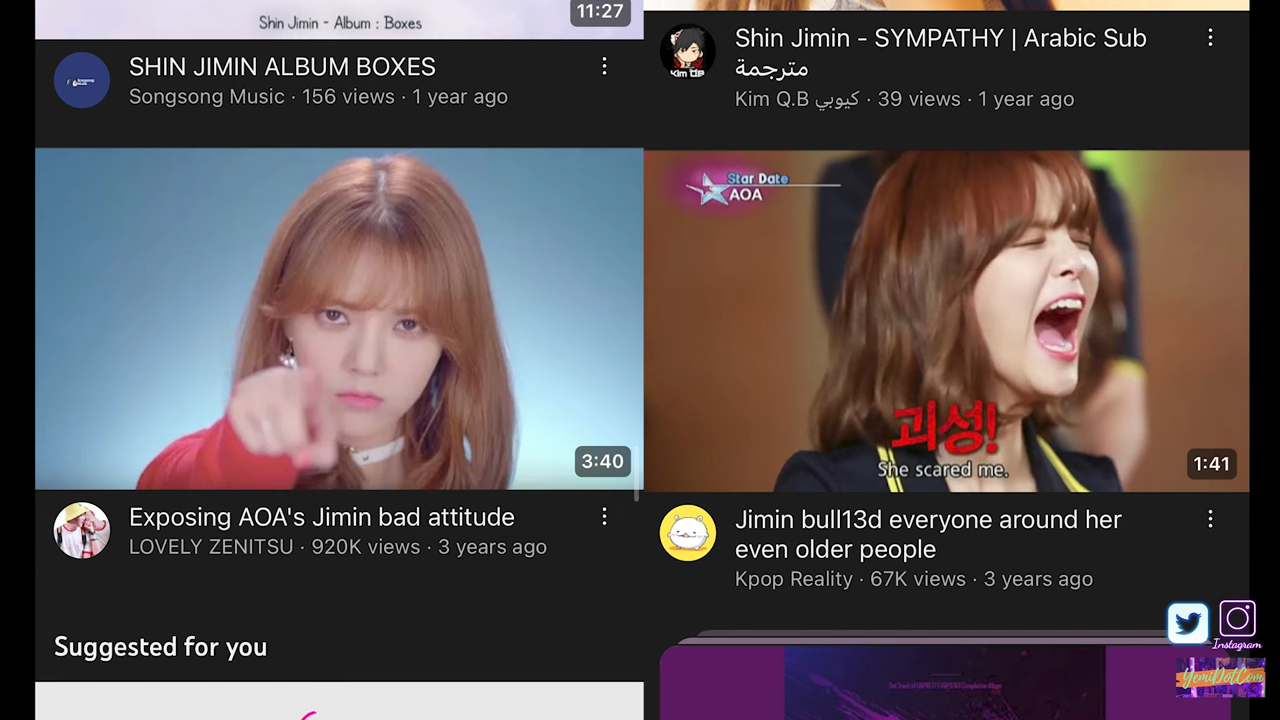 Shin Jimin - Album : Boxes
11:27
SHIN JIMIN ALBUM BOXES
Songsong Music · 156 views · 1 year ago
3:40
Exposing AOA's Jimin bad attitude
LOVELY ZENITSU · 920K views · 3 years ago
Suggested for you
Kim QB
Shin Jimin - SYMPATHY | Arabic Sub
مترجمة
Kim Q.B كيوبي · 39 views · 1 year ago
Star Date
AOA
괴성!
She scared me.
1:41
Jimin bull13d everyone around her
even older people
Kpop Reality · 67K views · 3 years ago
Instagram
YemiDotCom